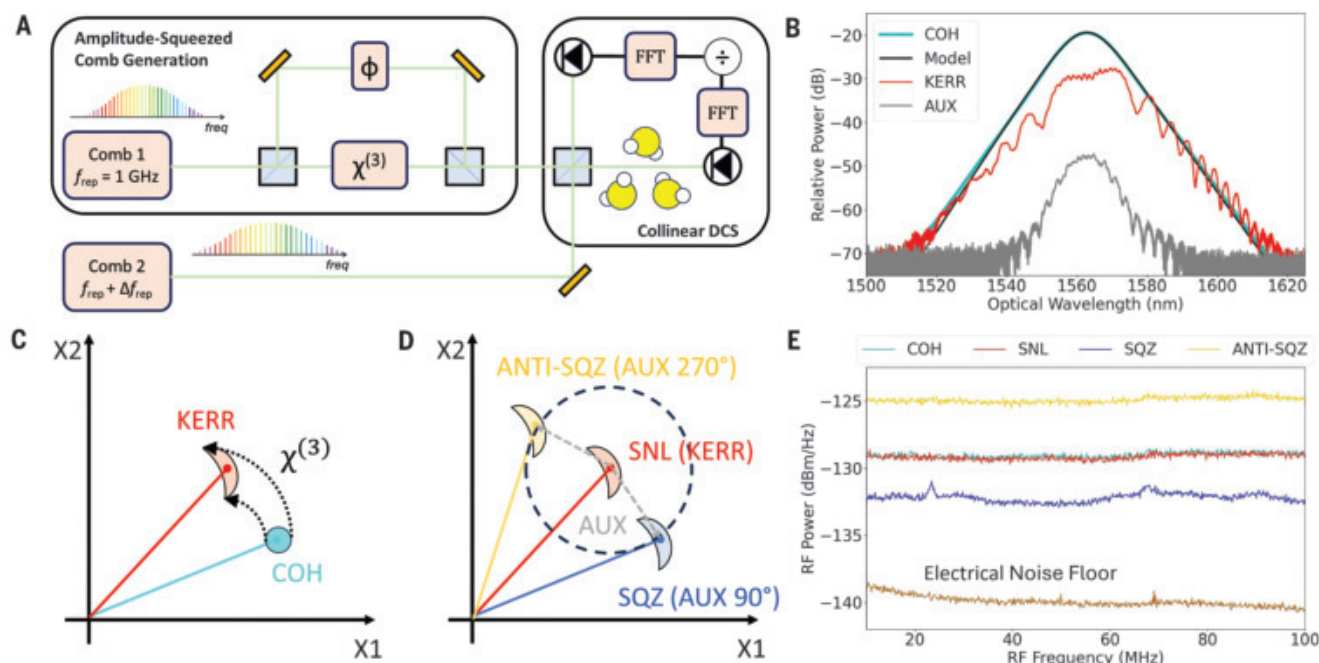 A
Amplitude-Squeezed
Comb Generation
freq
Comb 1
f_rep = 1 GHz
ϕ
χ(3)
Comb 2
f_rep + Δf_rep
freq
FFT
÷
FFT
Collinear DCS
B
Relative Power (dB)
−20
−30
−40
−50
−60
−70
COH
Model
KERR
AUX
1500 1520 1540 1560 1580 1600 1620
Optical Wavelength (nm)
C
X2
KERR
χ(3)
COH
X1
D
X2
ANTI-SQZ (AUX 270°)
SNL (KERR)
AUX
SQZ (AUX 90°)
X1
E
COH SNL SQZ ANTI-SQZ
RF Power (dBm/Hz)
−125
−130
−135
−140
Electrical Noise Floor
20 40 60 80 100
RF Frequency (MHz)